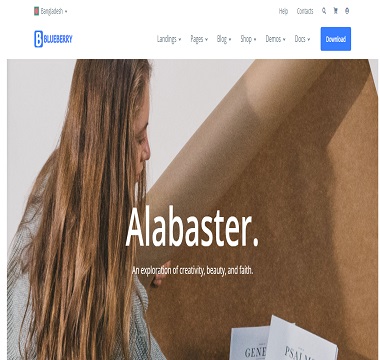 Bangladesh
Help Contacts
B BLUEBERRY
Landings Pages Blog Shop Demos Docs Download
Alabaster.
An exploration of creativity, beauty, and faith.
GENE
PSALMS